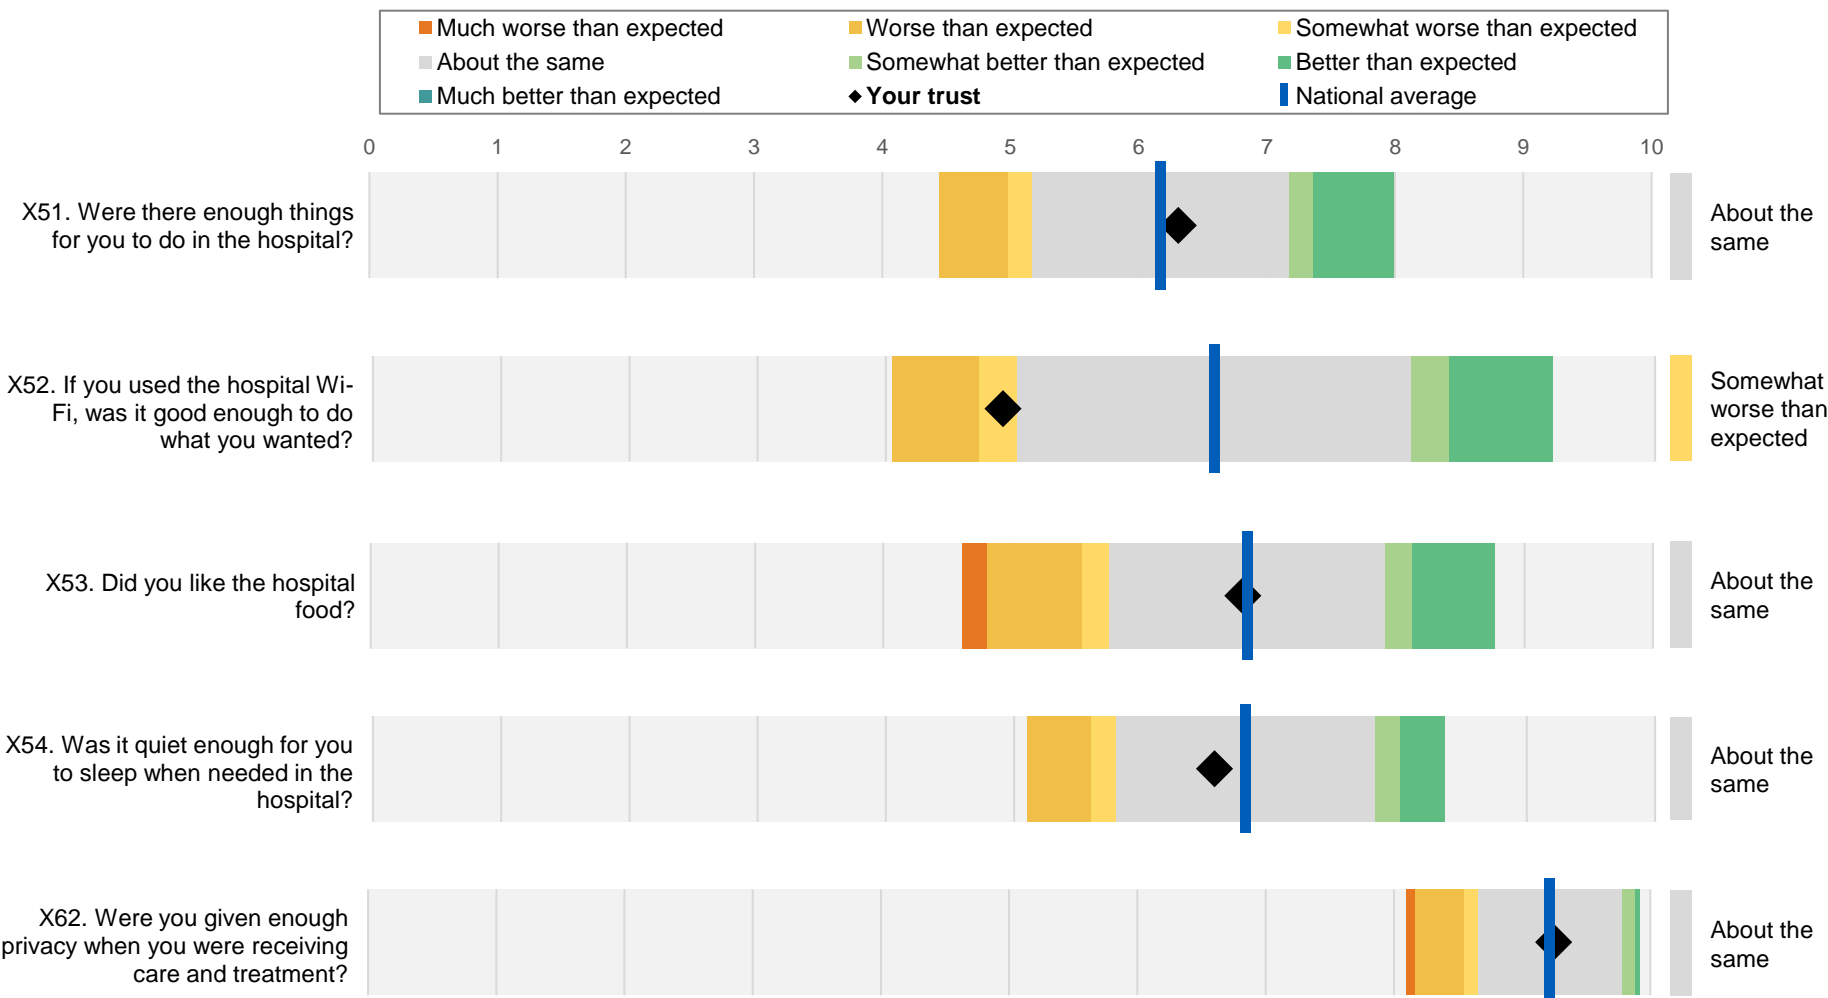 Much worse than expected
Worse than expected
Somewhat worse than expected
About the same
Somewhat better than expected
Better than expected
Much better than expected
Your trust
National average
0 1 2 3 4 5 6 7 8 9 10
X51. Were there enough things
for you to do in the hospital?
About the
same
X52. If you used the hospital Wi-
Fi, was it good enough to do
what you wanted?
Somewhat
worse than
expected
X53. Did you like the hospital
food?
About the
same
X54. Was it quiet enough for you
to sleep when needed in the
hospital?
About the
same
X62. Were you given enough
privacy when you were receiving
care and treatment?
About the
same